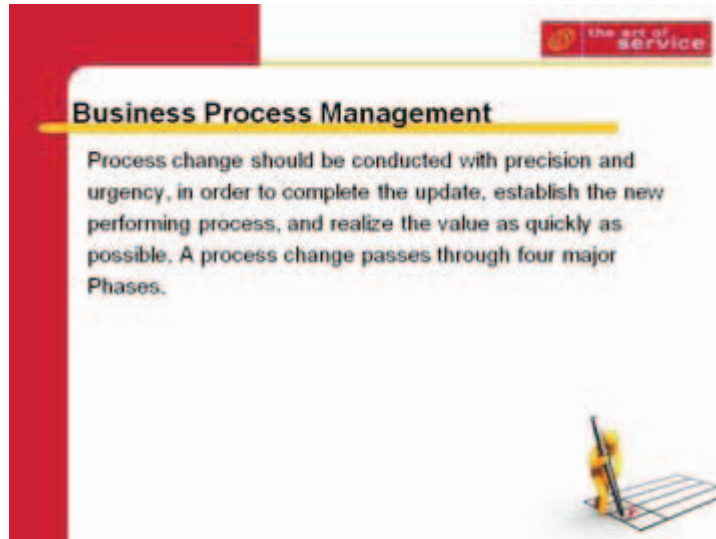 the art of
service
Business Process Management
Process change should be conducted with precision and
urgency, in order to complete the update, establish the new
performing process, and realize the value as quickly as
possible. A process change passes through four major
Phases.